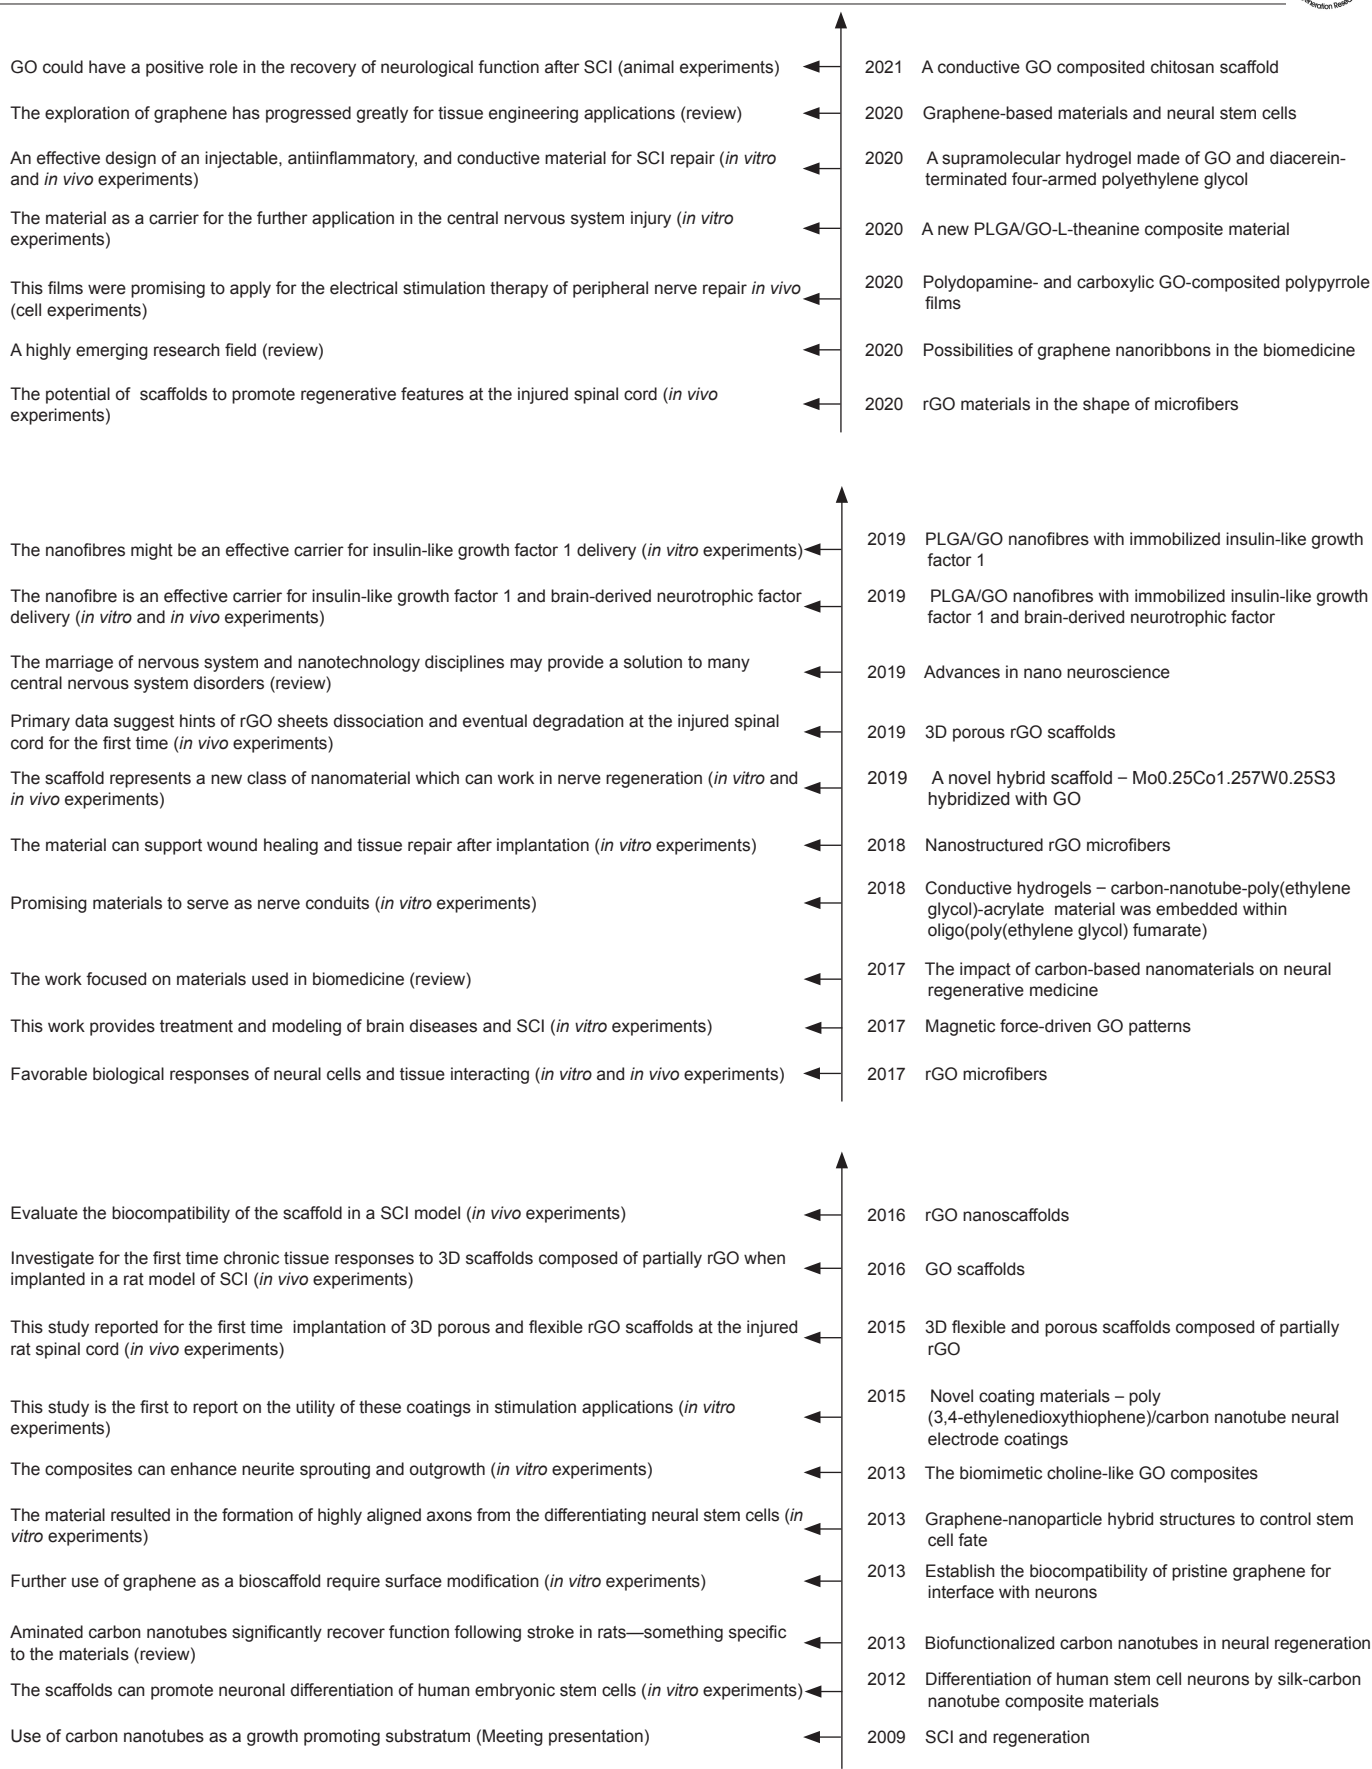 GO could have a positive role in the recovery of neurological function after SCI (animal experiments)
2021 A conductive GO composited chitosan scaffold
The exploration of graphene has progressed greatly for tissue engineering applications (review)
2020 Graphene-based materials and neural stem cells
An effective design of an injectable, antiinflammatory, and conductive material for SCI repair (in vitro
and in vivo experiments)
2020 A supramolecular hydrogel made of GO and diacerein-
terminated four-armed polyethylene glycol
The material as a carrier for the further application in the central nervous system injury (in vitro
experiments)
2020 A new PLGA/GO-L-theanine composite material
This films were promising to apply for the electrical stimulation therapy of peripheral nerve repair in vivo
(cell experiments)
2020 Polydopamine- and carboxylic GO-composited polypyrrole
films
A highly emerging research field (review)
2020 Possibilities of graphene nanoribbons in the biomedicine
The potential of scaffolds to promote regenerative features at the injured spinal cord (in vivo
experiments)
2020 rGO materials in the shape of microfibers
The nanofibres might be an effective carrier for insulin-like growth factor 1 delivery (in vitro experiments)
2019 PLGA/GO nanofibres with immobilized insulin-like growth
factor 1
The nanofibre is an effective carrier for insulin-like growth factor 1 and brain-derived neurotrophic factor
delivery (in vitro and in vivo experiments)
2019 PLGA/GO nanofibres with immobilized insulin-like growth
factor 1 and brain-derived neurotrophic factor
The marriage of nervous system and nanotechnology disciplines may provide a solution to many
central nervous system disorders (review)
2019 Advances in nano neuroscience
Primary data suggest hints of rGO sheets dissociation and eventual degradation at the injured spinal
cord for the first time (in vivo experiments)
2019 3D porous rGO scaffolds
The scaffold represents a new class of nanomaterial which can work in nerve regeneration (in vitro and
in vivo experiments)
2019 A novel hybrid scaffold – Mo0.25Co1.257W0.25S3
hybridized with GO
The material can support wound healing and tissue repair after implantation (in vitro experiments)
2018 Nanostructured rGO microfibers
Promising materials to serve as nerve conduits (in vitro experiments)
2018 Conductive hydrogels – carbon-nanotube-poly(ethylene
glycol)-acrylate material was embedded within
oligo(poly(ethylene glycol) fumarate)
The work focused on materials used in biomedicine (review)
2017 The impact of carbon-based nanomaterials on neural
regenerative medicine
This work provides treatment and modeling of brain diseases and SCI (in vitro experiments)
2017 Magnetic force-driven GO patterns
Favorable biological responses of neural cells and tissue interacting (in vitro and in vivo experiments)
2017 rGO microfibers
Evaluate the biocompatibility of the scaffold in a SCI model (in vivo experiments)
2016 rGO nanoscaffolds
Investigate for the first time chronic tissue responses to 3D scaffolds composed of partially rGO when
implanted in a rat model of SCI (in vivo experiments)
2016 GO scaffolds
This study reported for the first time implantation of 3D porous and flexible rGO scaffolds at the injured
rat spinal cord (in vivo experiments)
2015 3D flexible and porous scaffolds composed of partially
rGO
This study is the first to report on the utility of these coatings in stimulation applications (in vitro
experiments)
2015 Novel coating materials – poly
(3,4-ethylenedioxythiophene)/carbon nanotube neural
electrode coatings
The composites can enhance neurite sprouting and outgrowth (in vitro experiments)
2013 The biomimetic choline-like GO composites
The material resulted in the formation of highly aligned axons from the differentiating neural stem cells (in
vitro experiments)
2013 Graphene-nanoparticle hybrid structures to control stem
cell fate
Further use of graphene as a bioscaffold require surface modification (in vitro experiments)
2013 Establish the biocompatibility of pristine graphene for
interface with neurons
Aminated carbon nanotubes significantly recover function following stroke in rats—something specific
to the materials (review)
2013 Biofunctionalized carbon nanotubes in neural regeneration
The scaffolds can promote neuronal differentiation of human embryonic stem cells (in vitro experiments)
2012 Differentiation of human stem cell neurons by silk-carbon
nanotube composite materials
Use of carbon nanotubes as a growth promoting substratum (Meeting presentation)
2009 SCI and regeneration